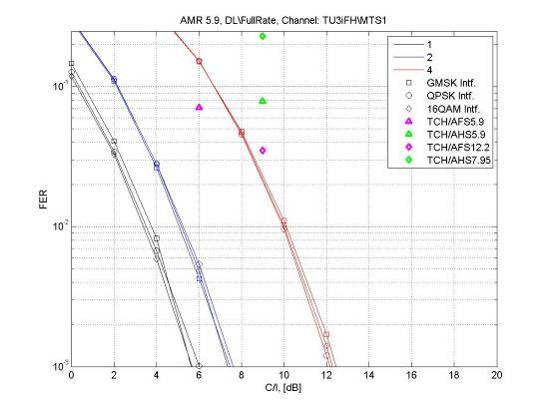 AMR 5.9, DL\FullRate, Channel: TU3iFH\MTS1
1
2
4
GMSK Intf.
QPSK Intf.
16QAM Intf.
TCH/AFS5.9
TCH/AHS5.9
TCH/AFS12.2
TCH/AHS7.95
FER
10^-1
10^-2
10^-3
0 2 4 6 8 10 12 14 16 18 20
C/I, [dB]